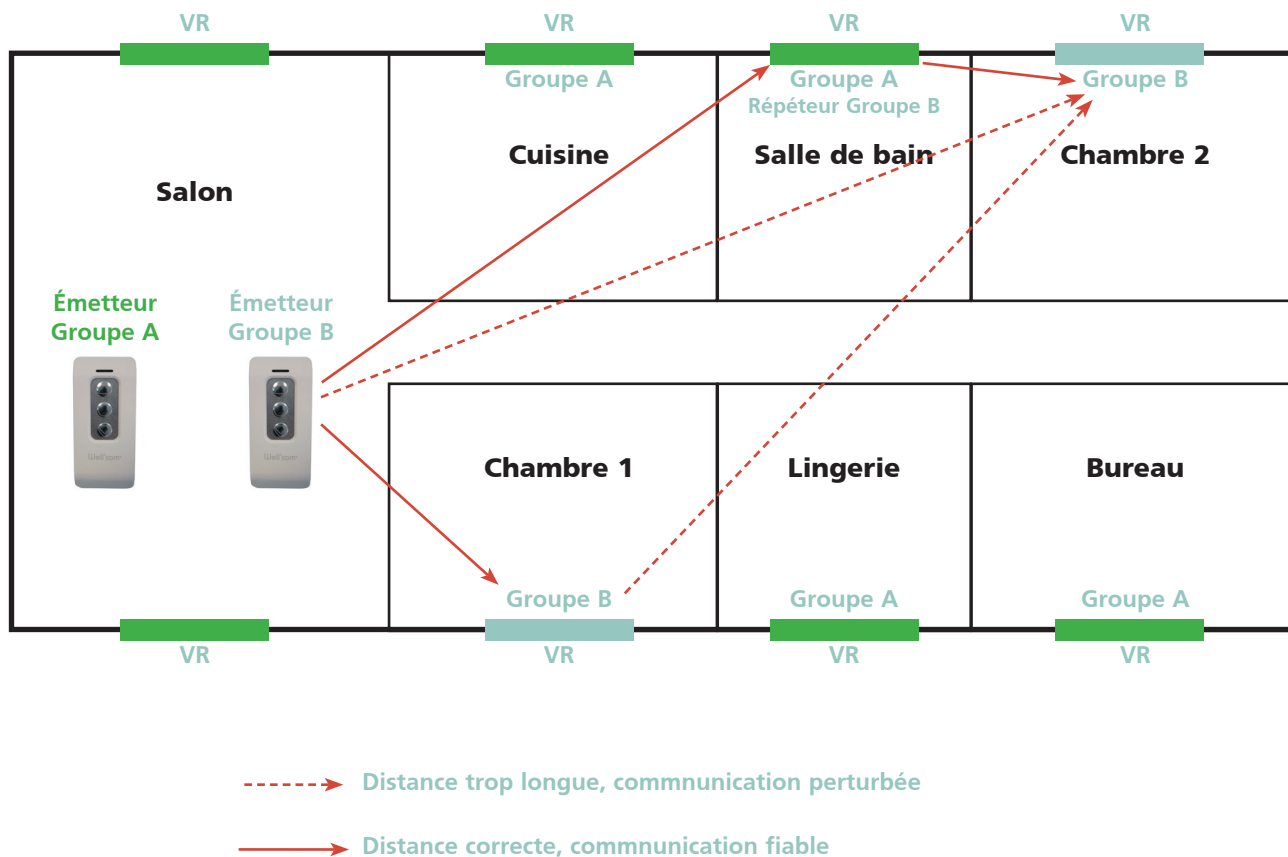 VR
VR
VR
VR
Groupe A
Groupe A
Répéteur Groupe B
Groupe B
Cuisine
Salle de bain
Chambre 2
Salon
Émetteur
Groupe A
Émetteur
Groupe B
Chambre 1
Lingerie
Bureau
Groupe B
Groupe A
Groupe A
VR
VR
VR
VR
Distance trop longue, commnunication perturbée
Distance correcte, commnunication fiable